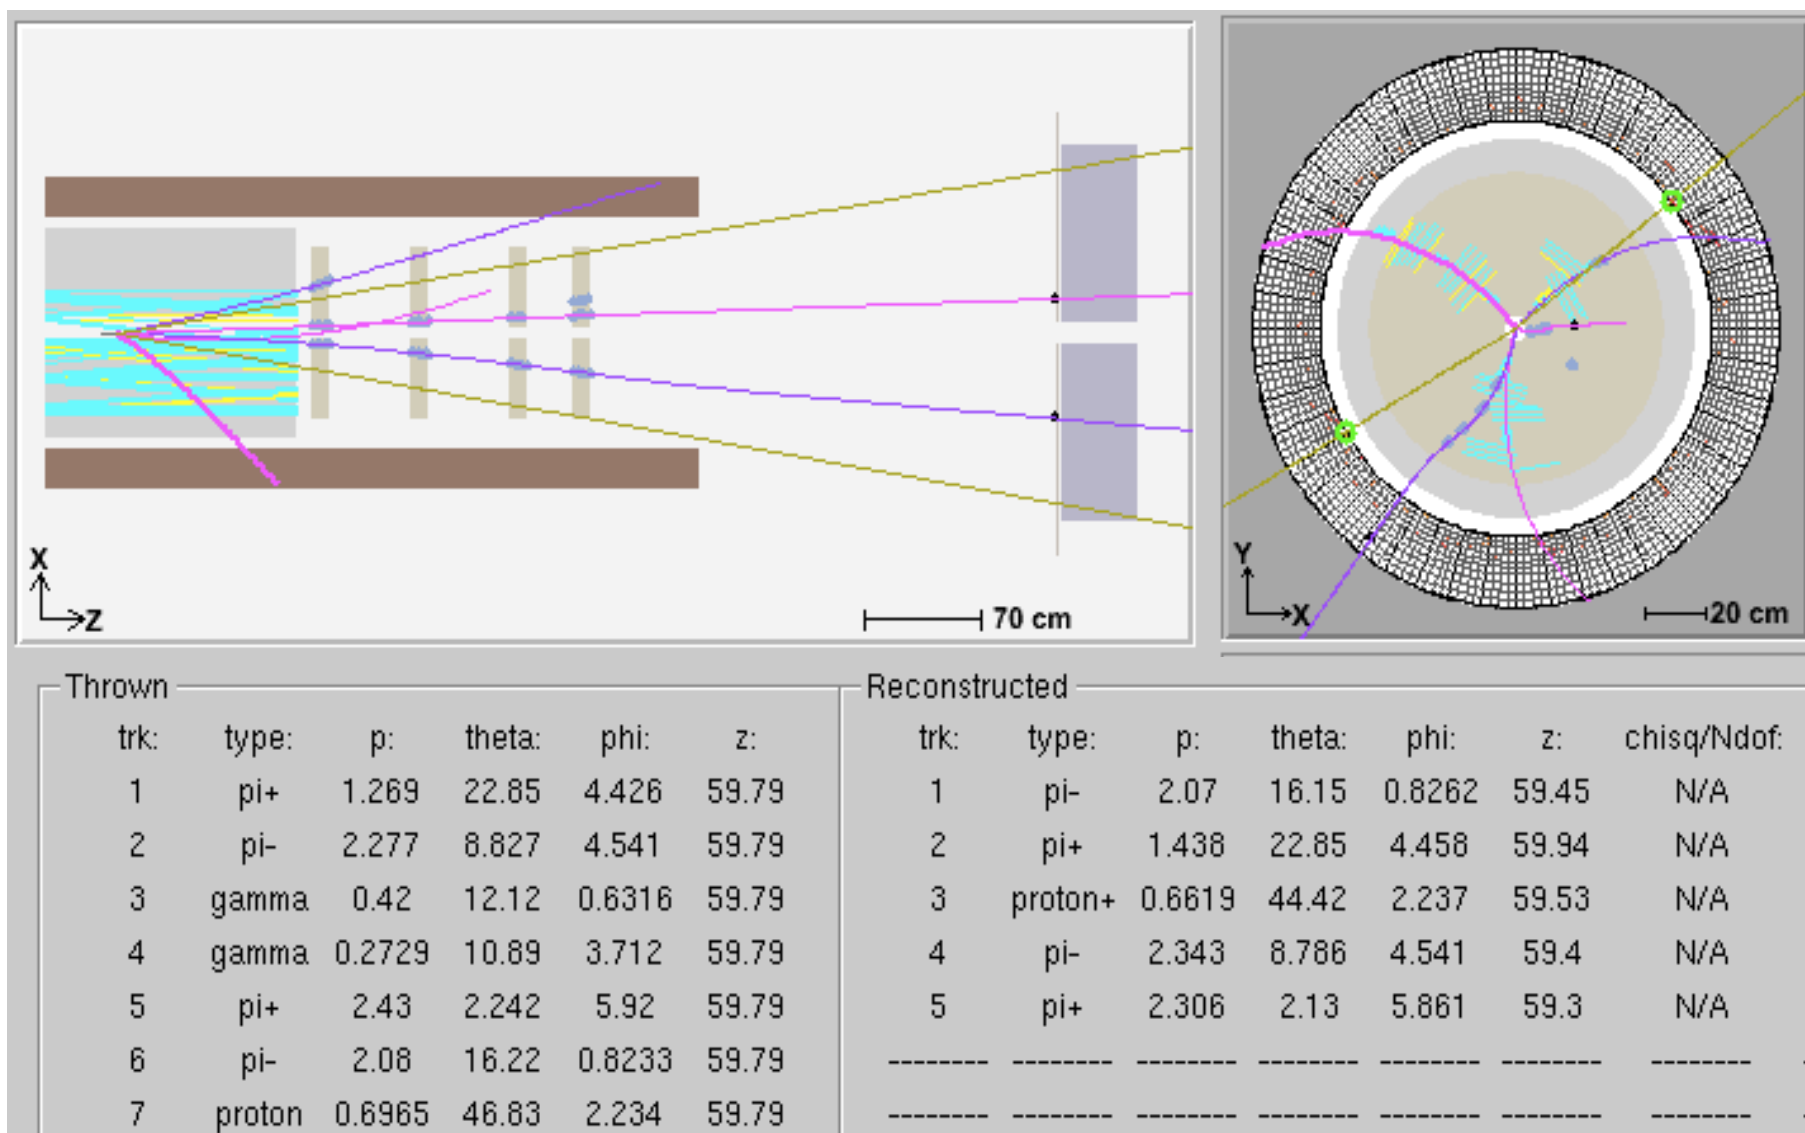 X
Z
70 cm
Y
X
20 cm
Thrown
trk: type: p: theta: phi: z:
1 pi+ 1.269 22.85 4.426 59.79
2 pi- 2.277 8.827 4.541 59.79
3 gamma 0.42 12.12 0.6316 59.79
4 gamma 0.2729 10.89 3.712 59.79
5 pi+ 2.43 2.242 5.92 59.79
6 pi- 2.08 16.22 0.8233 59.79
7 proton 0.6965 46.83 2.234 59.79
Reconstructed
trk: type: p: theta: phi: z: chisq/Ndof:
1 pi- 2.07 16.15 0.8262 59.45 N/A
2 pi+ 1.438 22.85 4.458 59.94 N/A
3 proton+ 0.6619 44.42 2.237 59.53 N/A
4 pi- 2.343 8.786 4.541 59.4 N/A
5 pi+ 2.306 2.13 5.861 59.3 N/A
-------- -------- -------- -------- -------- -------- --------
-------- -------- -------- -------- -------- -------- --------